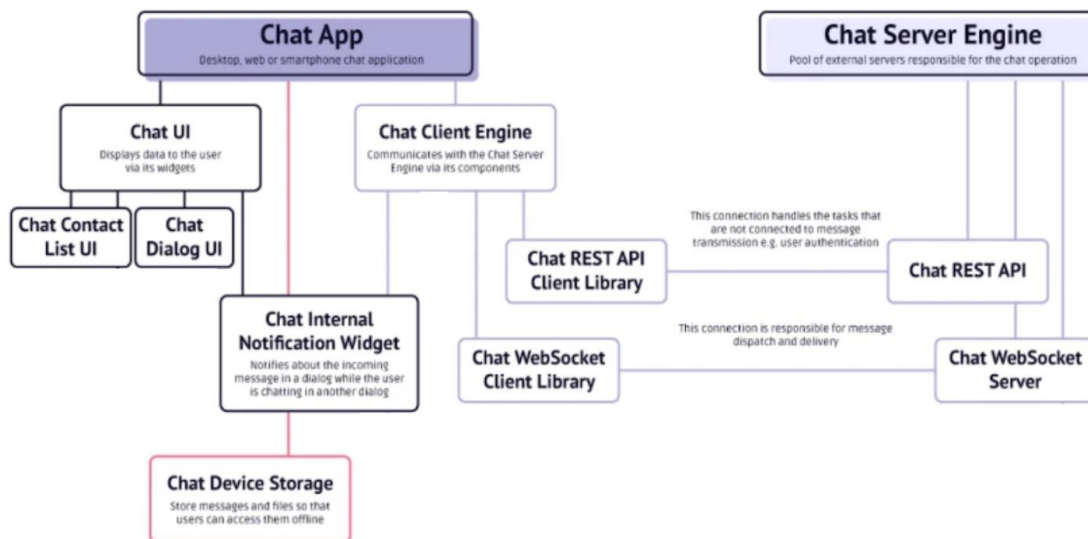 Chat App
Desktop, web or smartphone chat application
Chat Server Engine
Pool of external servers responsible for the chat operation
Chat UI
Displays data to the user
via its widgets
Chat Client Engine
Communicates with the Chat Server
Engine via its components
Chat Contact
List UI
Chat
Dialog UI
This connection handles the tasks that
are not connected to message
transmission e.g. user authentication
Chat REST API
Client Library
Chat REST API
Chat Internal
Notification Widget
Notifies about the incoming
message in a dialog while the user
is chatting in another dialog
This connection is responsible for message
dispatch and delivery
Chat WebSocket
Client Library
Chat WebSocket
Server
Chat Device Storage
Store messages and files so that
users can access them offline